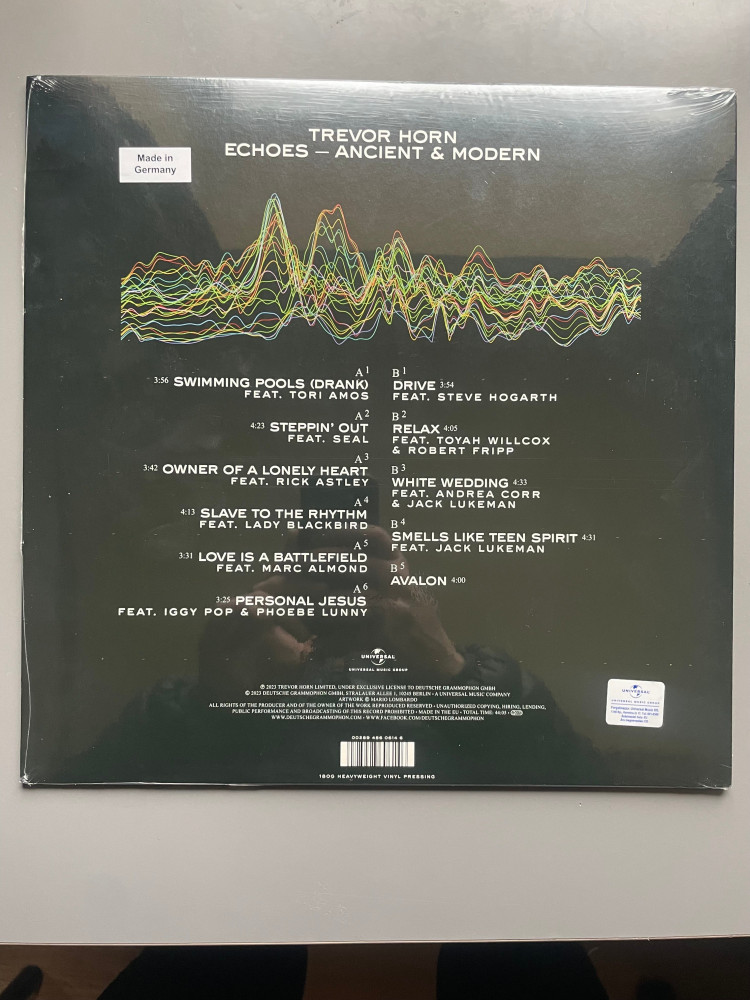 TREVOR HORN
ECHOES — ANCIENT & MODERN
Made in
Germany
A1
3:56 SWIMMING POOLS (DRANK)
FEAT. TORI AMOS
A2
4:23 STEPPIN' OUT
FEAT. SEAL
A3
3:42 OWNER OF A LONELY HEART
FEAT. RICK ASTLEY
A4
4:13 SLAVE TO THE RHYTHM
FEAT. LADY BLACKBIRD
A5
3:31 LOVE IS A BATTLEFIELD
FEAT. MARC ALMOND
A6
3:25 PERSONAL JESUS
FEAT. IGGY POP & PHOEBE LUNNY
B1
DRIVE 3:54
FEAT. STEVE HOGARTH
B2
RELAX 4:05
FEAT. TOYAH WILLCOX
& ROBERT FRIPP
B3
WHITE WEDDING 4:33
FEAT. ANDREA CORR
& JACK LUKEMAN
B4
SMELLS LIKE TEEN SPIRIT 4:31
FEAT. JACK LUKEMAN
B5
AVALON 4:00
UNIVERSAL
UNIVERSAL MUSIC GROUP
℗ 2023 TREVOR HORN LIMITED, UNDER EXCLUSIVE LICENSE TO DEUTSCHE GRAMMOPHON GMBH
© 2023 DEUTSCHE GRAMMOPHON GMBH, STRALAUER ALLEE 1, 10245 BERLIN · A UNIVERSAL MUSIC COMPANY
ARTWORK © MARIO LOMBARDO
ALL RIGHTS OF THE PRODUCER AND OF THE OWNER OF THE WORK REPRODUCED RESERVED · UNAUTHORIZED COPYING, HIRING, LENDING,
PUBLIC PERFORMANCE AND BROADCASTING OF THIS RECORD PROHIBITED · MADE IN THE EU · TOTAL TIME:
WWW.DEUTSCHEGRAMMOPHON.COM · WWW.FACEBOOK.COM/DEUTSCHEGRAMMOPHON
UNIVERSAL
UNIVERSAL MUSIC GROUP
00289 486 0614 6
180G HEAVYWEIGHT VINYL PRESSING